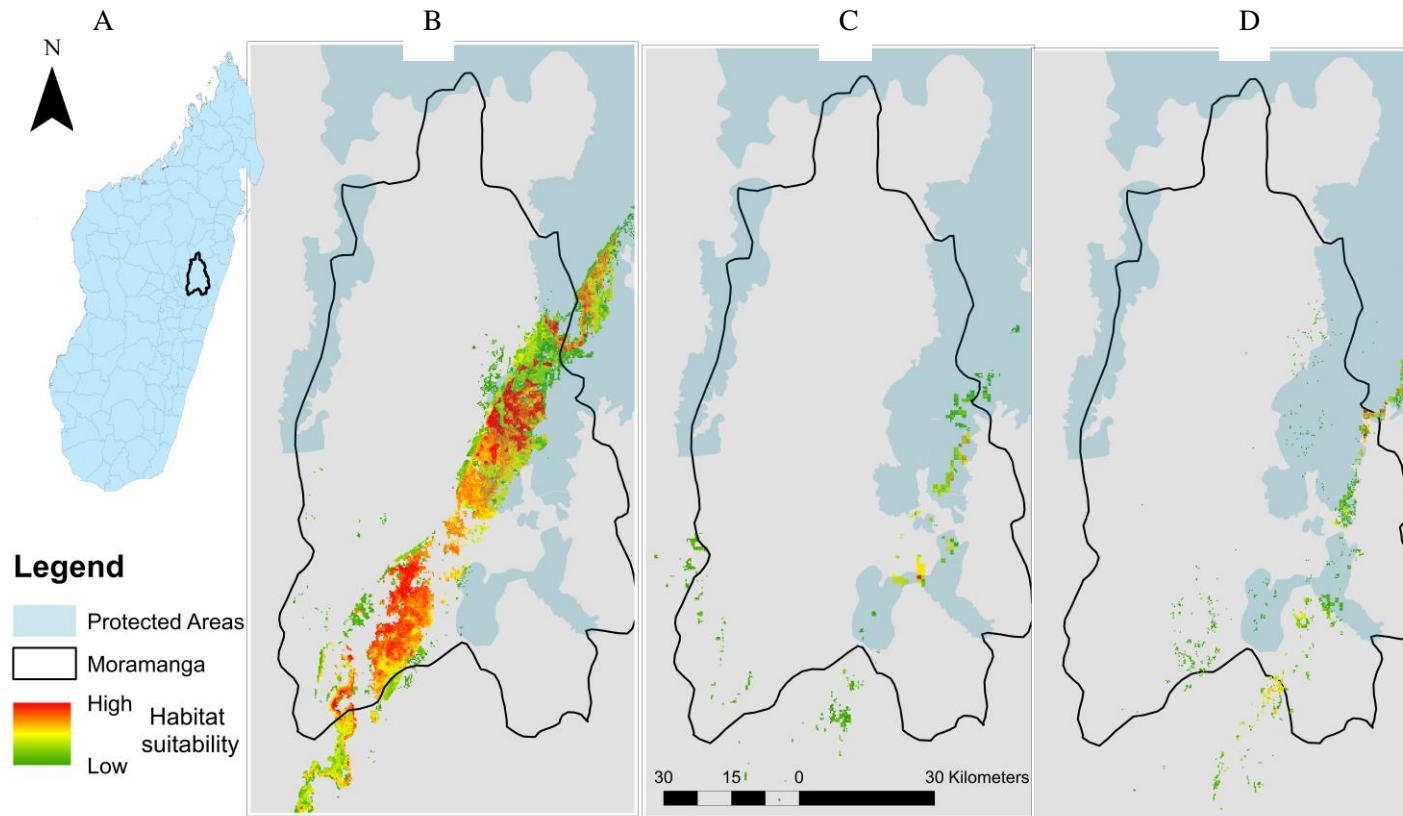 A
B
C
D
N
Legend
Protected Areas
Moramanga
High
Habitat
suitability
Low
30 15 0 30 Kilometers